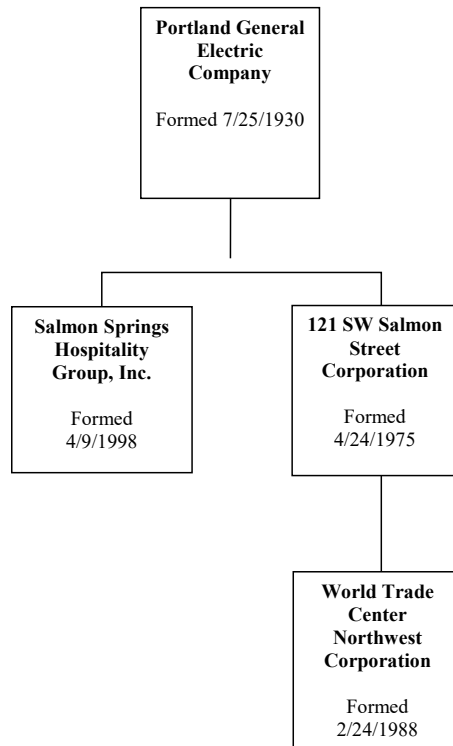 Portland General
Electric
Company
Formed 7/25/1930
Salmon Springs
Hospitality
Group, Inc.
Formed
4/9/1998
121 SW Salmon
Street
Corporation
Formed
4/24/1975
World Trade
Center
Northwest
Corporation
Formed
2/24/1988